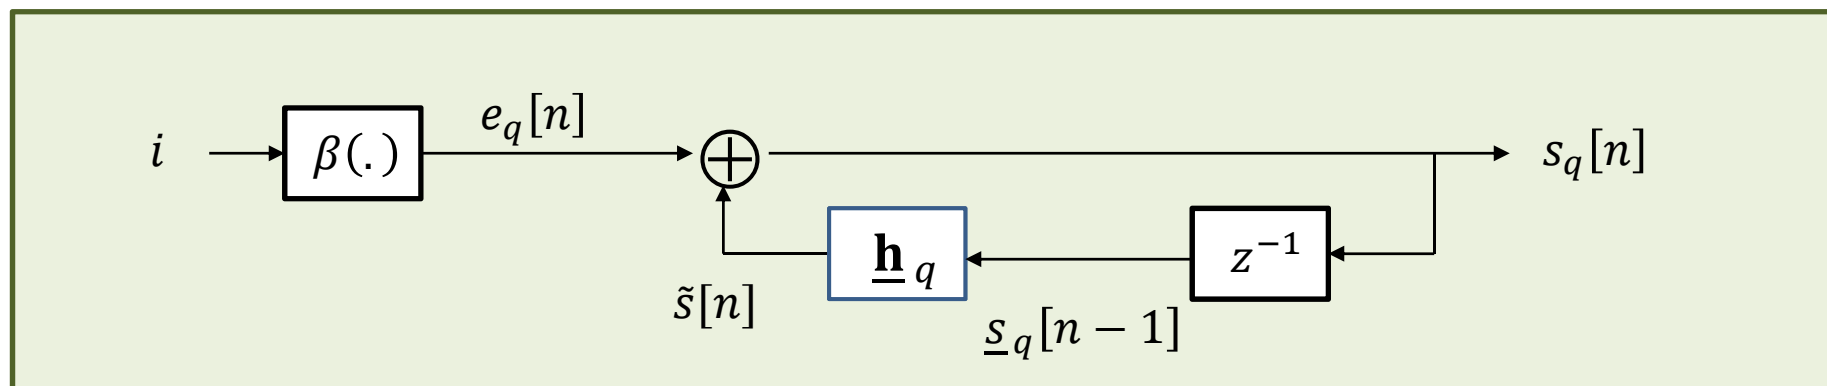 i
β(.)
e_q[n]
s_q[n]
h_q
z⁻¹
s̃[n]
s_q[n − 1]